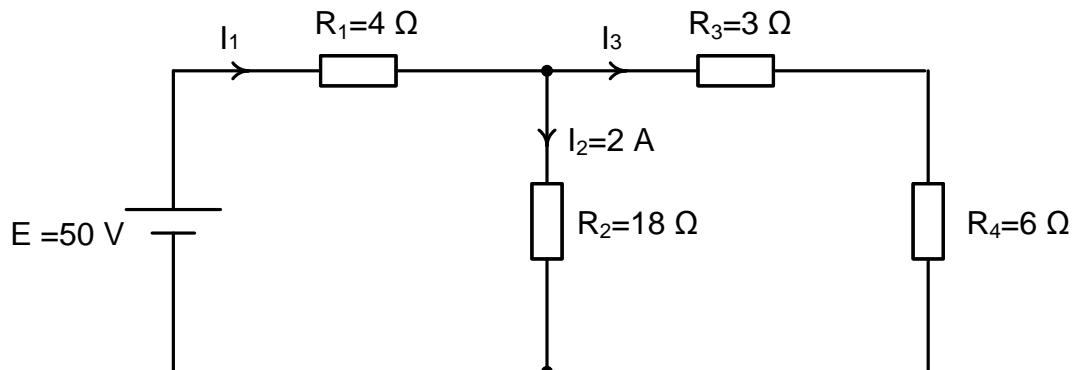 I₁
R₁=4 Ω
I₃
R₃=3 Ω
I₂=2 A
E =50 V
R₂=18 Ω
R₄=6 Ω